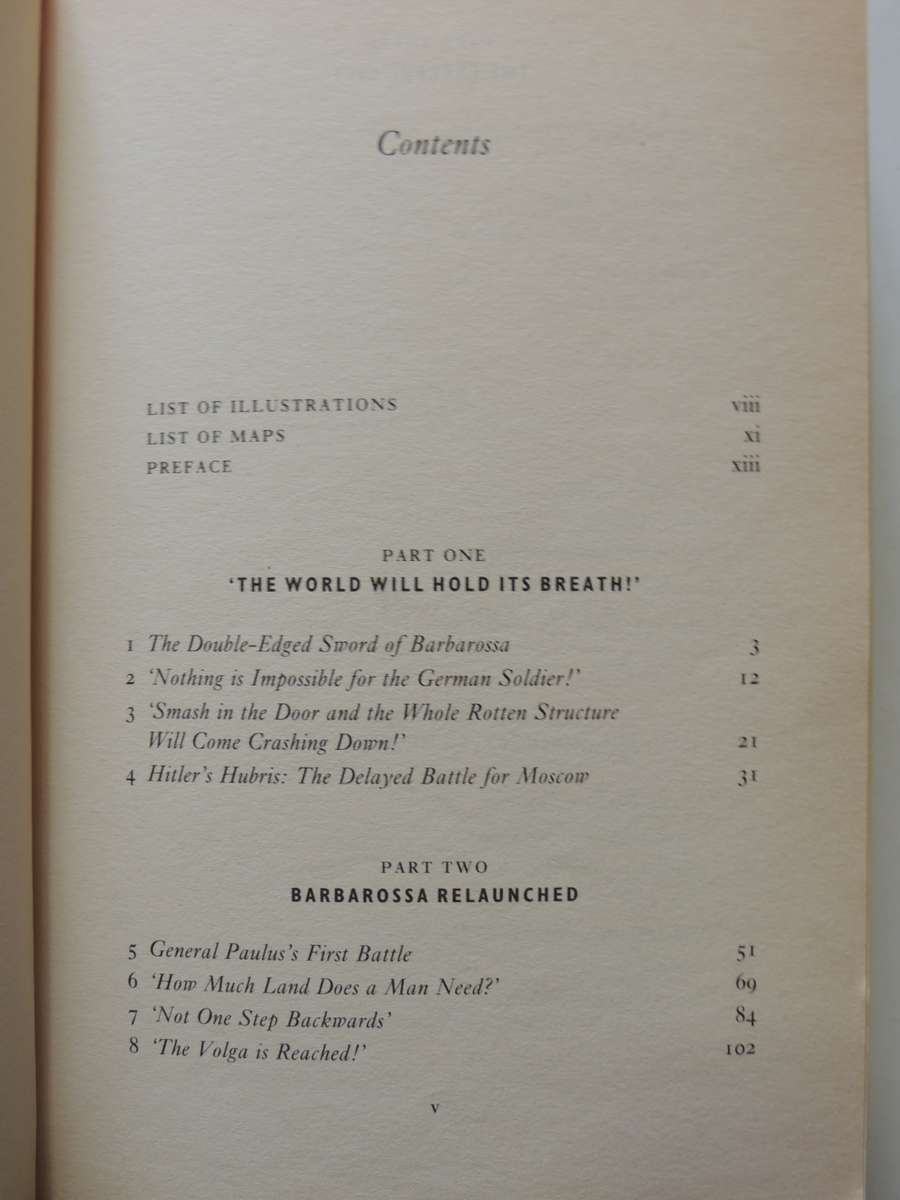 Contents
LIST OF ILLUSTRATIONS viii
LIST OF MAPS xi
PREFACE xiii
PART ONE
‘THE WORLD WILL HOLD ITS BREATH!’
1 The Double-Edged Sword of Barbarossa 3
2 ‘Nothing is Impossible for the German Soldier!’ 12
3 ‘Smash in the Door and the Whole Rotten Structure
Will Come Crashing Down!’ 21
4 Hitler’s Hubris: The Delayed Battle for Moscow 31
PART TWO
BARBAROSSA RELAUNCHED
5 General Paulus’s First Battle 51
6 ‘How Much Land Does a Man Need?’ 69
7 ‘Not One Step Backwards’ 84
8 ‘The Volga is Reached!’ 102
v